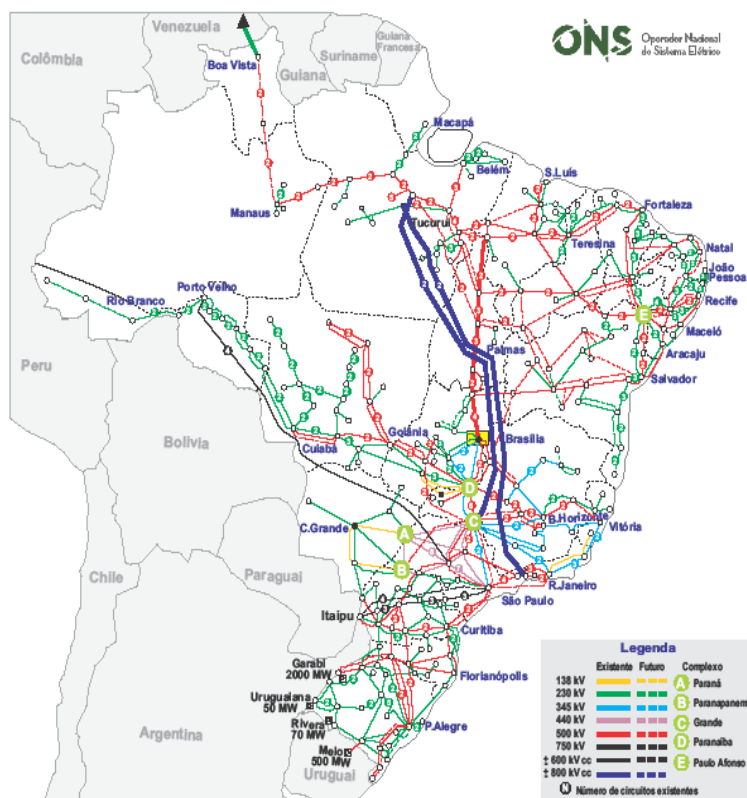 ONS
Operador Nacional
do Sistema Elétrico
Venezuela
Guiana
Francesa
Suriname
Guiana
Colômbia
Boa Vista
Macapá
Belém
S.Luís
Fortaleza
Manaus
Tucuruí
Teresina
Natal
João
Pessoa
Recife
E
Maceió
Aracaju
Salvador
Porto Velho
Rio Branco
Palmas
Peru
Bolívia
Cuiabá
Goiânia
Brasília
D
C
B.Horizonte
Vitória
C.Grande
A
B
Chile
Paraguai
R.Janeiro
São Paulo
Itaipu
Curitiba
Garabi
2000 MW
Florianópolis
Uruguaiana
50 MW
Rivera
70 MW
P.Alegre
Melo
500 MW
Argentina
Uruguai
Legenda
Existente Futuro Complexo
138 kV A Paraná
230 kV
345 kV B Paranapanem
440 kV C Grande
500 kV
750 kV D Paranaíba
± 600 kV cc
± 800 kV cc E Paulo Afonso
N Número de circuitos existentes